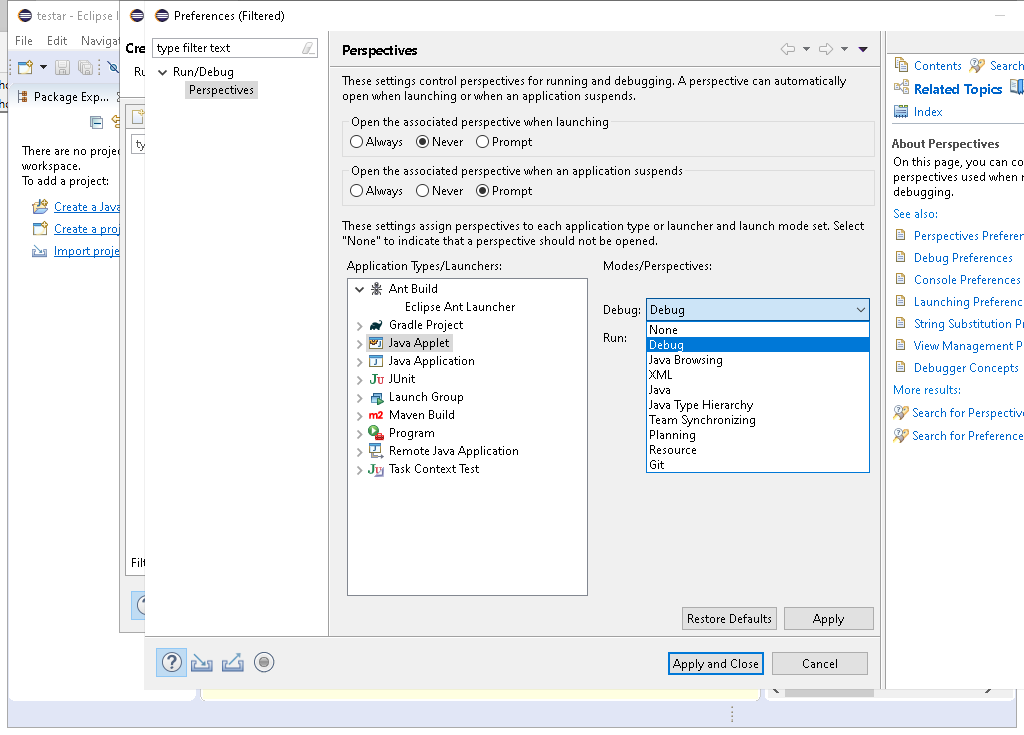 testar - Eclipse I
Preferences (Filtered)
File Edit Navigat
Package Exp...
There are no projec
workspace.
To add a project:
Create a Java
Create a proj
Import proje
Cre
Ru
ty
Filt
type filter text
Run/Debug
Perspectives
Perspectives
These settings control perspectives for running and debugging. A perspective can automatically
open when launching or when an application suspends.
Open the associated perspective when launching
Always Never Prompt
Open the associated perspective when an application suspends
Always Never Prompt
These settings assign perspectives to each application type or launcher and launch mode set. Select
"None" to indicate that a perspective should not be opened.
Application Types/Launchers:
Ant Build
Eclipse Ant Launcher
Gradle Project
Java Applet
Java Application
JU JUnit
Launch Group
m2 Maven Build
Program
Remote Java Application
JU Task Context Test
Modes/Perspectives:
Debug: Debug
Run:
None
Debug
Java Browsing
XML
Java
Java Type Hierarchy
Team Synchronizing
Planning
Resource
Git
Restore Defaults Apply
Apply and Close Cancel
Contents Search
Related Topics
Index
About Perspectives
On this page, you can co
perspectives used when r
debugging.
See also:
Perspectives Preferen
Debug Preferences
Console Preferences
Launching Preferenc
String Substitution Pr
View Management P
Debugger Concepts
More results:
Search for Perspective
Search for Preference